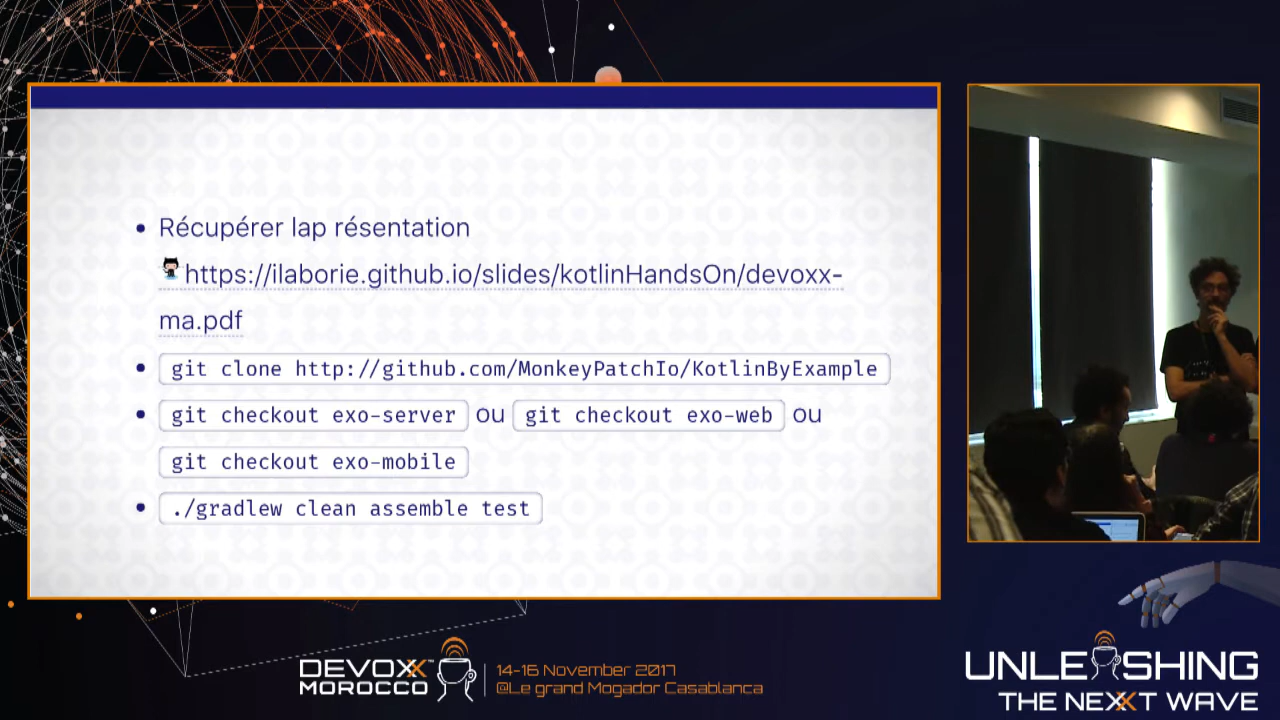 Récupérer lap résentation
https://ilaborie.github.io/slides/kotlinHandsOn/devoxx-
ma.pdf
git clone http://github.com/MonkeyPatchIo/KotlinByExample
git checkout exo-server ou git checkout exo-web ou
git checkout exo-mobile
./gradlew clean assemble test
DEVOXX™
MOROCCO
14-16 November 2017
@Le grand Mogador Casablanca
UNLEASHING
THE NEXXT WAVE